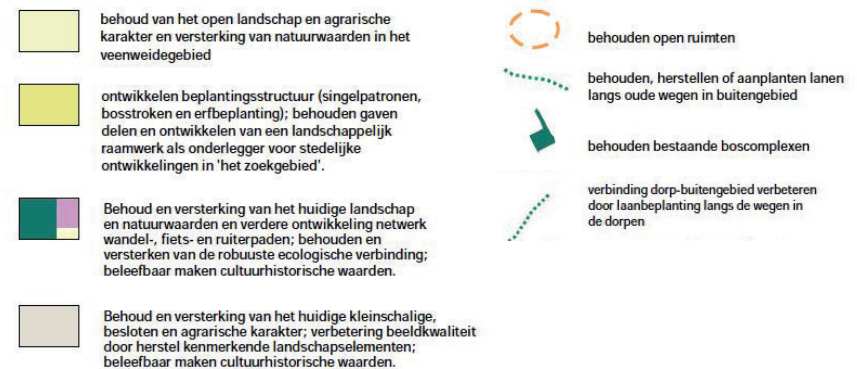 behoud van het open landschap en agrarische
karakter en versterking van natuurwaarden in het
veenweidegebied
ontwikkelen beplantingsstructuur (singelpatronen,
bosstroken en erfbeplanting); behouden gaven
delen en ontwikkelen van een landschappelijk
raamwerk als onderlegger voor stedelijke
ontwikkelingen in 'het zoekgebied'.
Behoud en versterking van het huidige landschap
en natuurwaarden en verdere ontwikkeling netwerk
wandel-, fiets- en ruiterpaden; behouden en
versterken van de robuuste ecologische verbinding;
beleefbaar maken cultuurhistorische waarden.
Behoud en versterking van het huidige kleinschalige,
besloten en agrarische karakter; verbetering beeldkwaliteit
door herstel kenmerkende landschapselementen;
beleefbaar maken cultuurhistorische waarden.
behouden open ruimten
behouden, herstellen of aanplanten lanen
langs oude wegen in buitengebied
behouden bestaande boscomplexen
verbinding dorp-buitengebied verbeteren
door laanbeplanting langs de wegen in
de dorpen